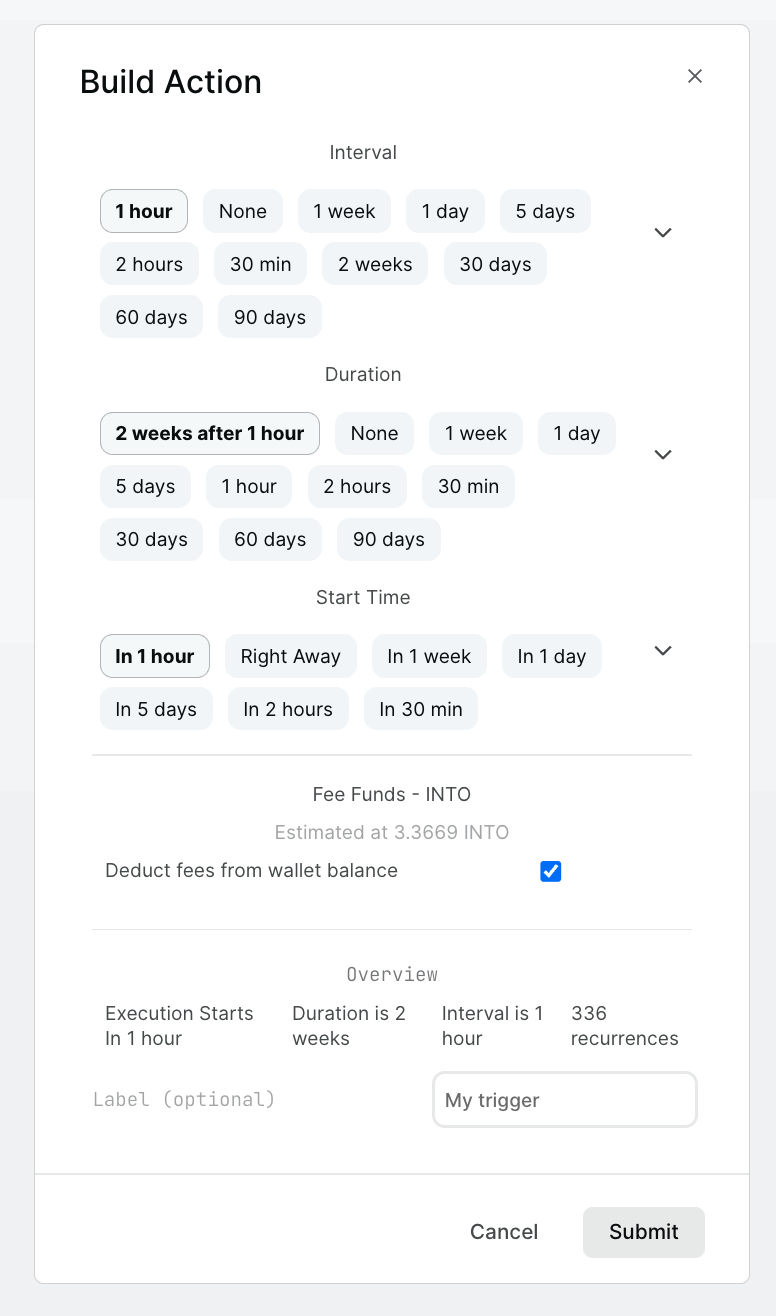 Build Action
Interval
1 hour None 1 week 1 day 5 days
2 hours 30 min 2 weeks 30 days
60 days 90 days
Duration
2 weeks after 1 hour None 1 week 1 day
5 days 1 hour 2 hours 30 min
30 days 60 days 90 days
Start Time
In 1 hour Right Away In 1 week In 1 day
In 5 days In 2 hours In 30 min
Fee Funds - INTO
Estimated at 3.3669 INTO
Deduct fees from wallet balance
Overview
Execution Starts
In 1 hour
Duration is 2
weeks
Interval is 1
hour
336
recurrences
Label (optional) My trigger
Cancel Submit